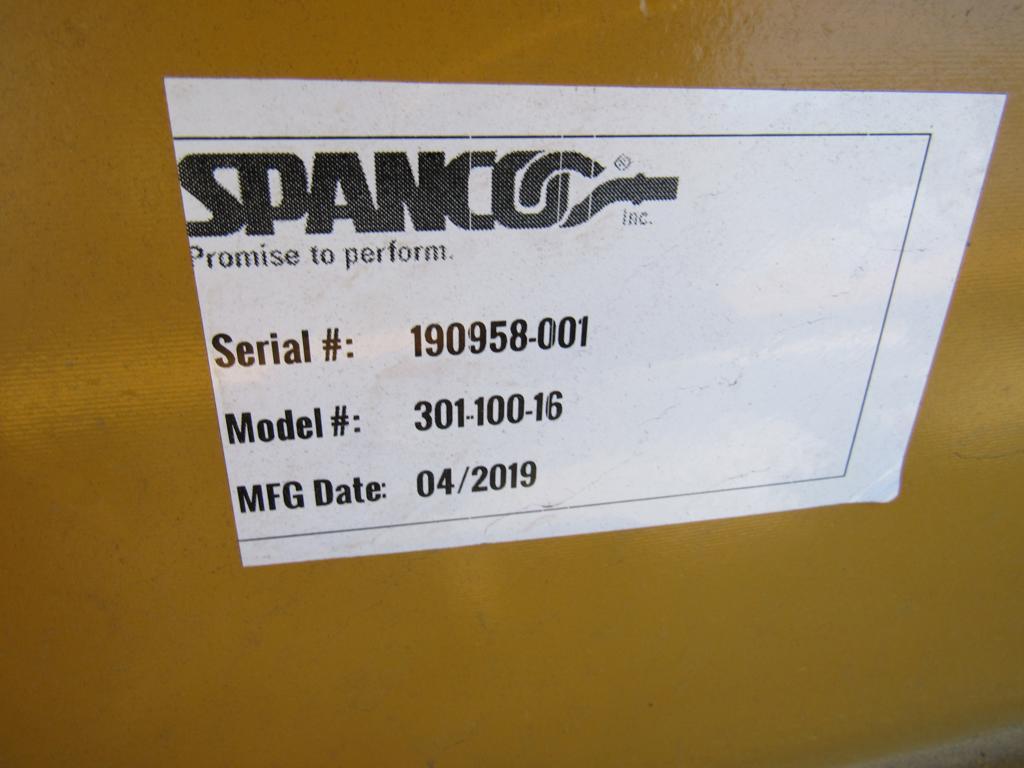 SPANCO ® Inc.
Promise to perform.
Serial #: 190958-001
Model #: 301-100-16
MFG Date: 04/2019